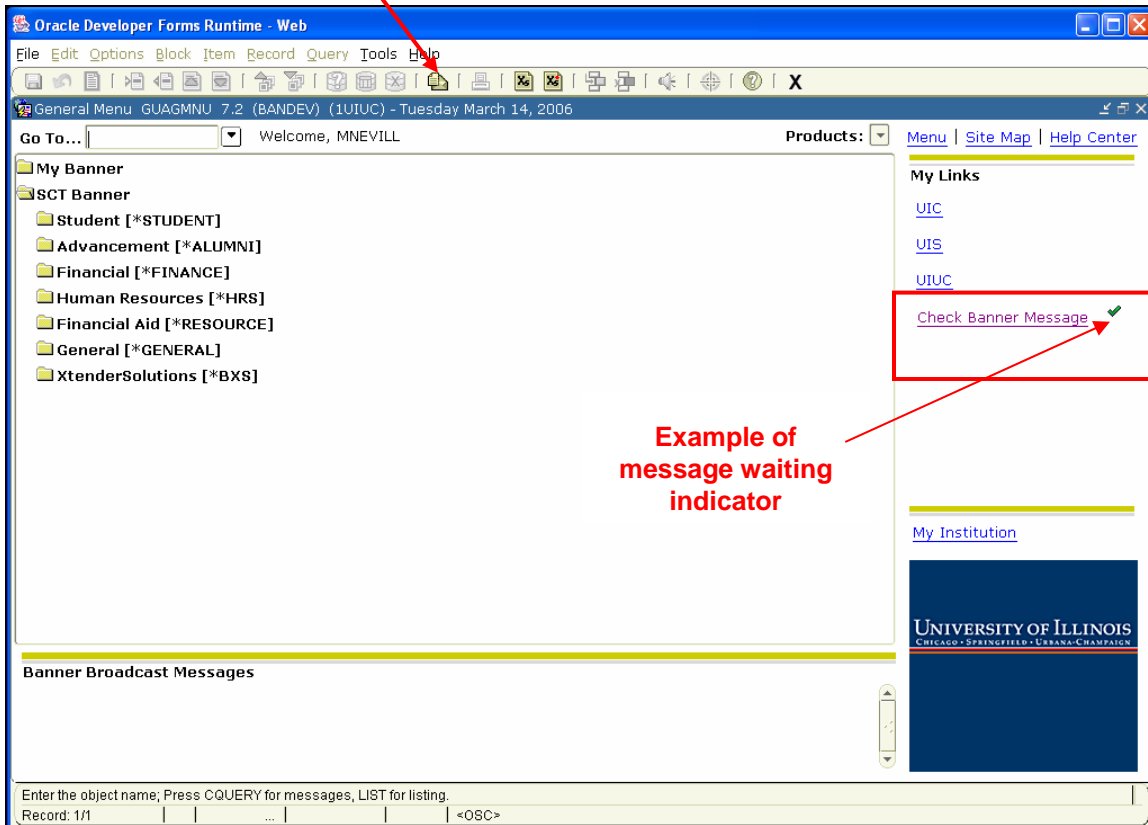 Oracle Developer Forms Runtime - Web
File Edit Options Block Item Record Query Tools Help
X
General Menu GUAGMNU 7.2 (BANDEV) (1UIUC) - Tuesday March 14, 2006
Go To... Welcome, MNEVILL Products: Menu | Site Map | Help Center
My Banner
SCT Banner
Student [*STUDENT]
Advancement [*ALUMNI]
Financial [*FINANCE]
Human Resources [*HRS]
Financial Aid [*RESOURCE]
General [*GENERAL]
XtenderSolutions [*BXS]
My Links
UIC
UIS
UIUC
Check Banner Message
Example of
message waiting
indicator
My Institution
UNIVERSITY OF ILLINOIS
CHICAGO • SPRINGFIELD • URBANA-CHAMPAIGN
Banner Broadcast Messages
Enter the object name; Press CQUERY for messages, LIST for listing.
Record: 1/1 ... <OSC>